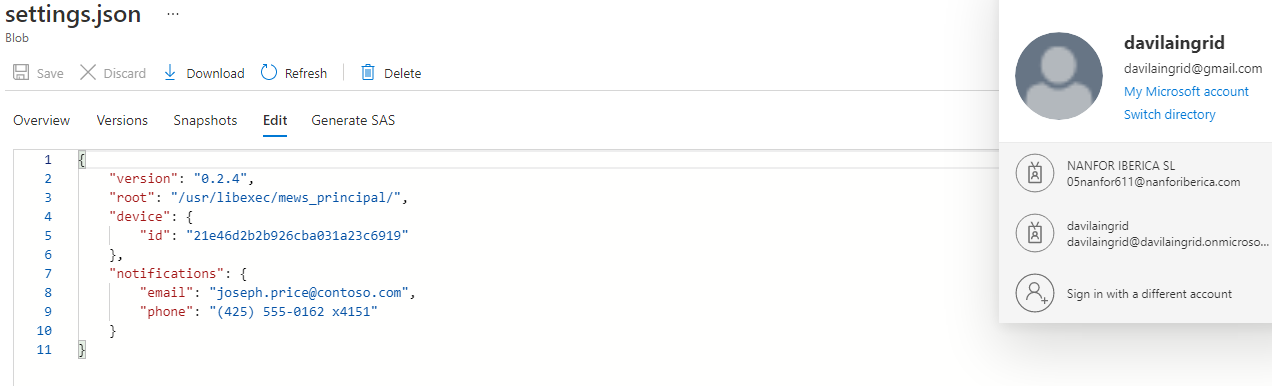 settings.json ...
Blob
Save Discard Download Refresh Delete
Overview Versions Snapshots Edit Generate SAS
1 {
2 "version": "0.2.4",
3 "root": "/usr/libexec/mews_principal/",
4 "device": {
5 "id": "21e46d2b2b926cba031a23c6919"
6 },
7 "notifications": {
8 "email": "joseph.price@contoso.com",
9 "phone": "(425) 555-0162 x4151"
10 }
11 }
davilaingrid
davilaingrid@gmail.com
My Microsoft account
Switch directory
NANFOR IBERICA SL
05nanfor611@nanforiberica.com
davilaingrid
davilaingrid@davilaingrid.onmicroso...
Sign in with a different account